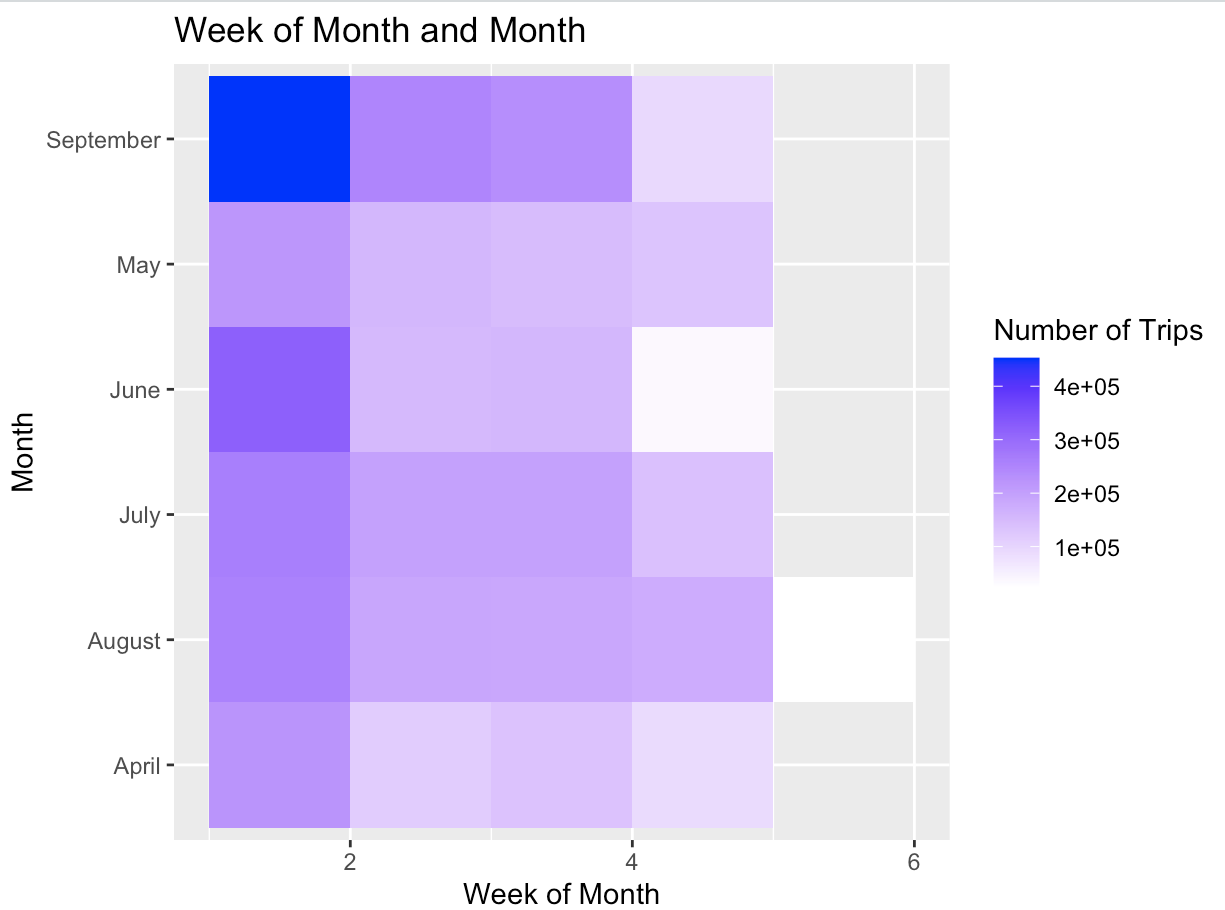 Week of Month and Month
September
May
June
July
August
April
Month
2
4
6
Week of Month
Number of Trips
4e+05
3e+05
2e+05
1e+05